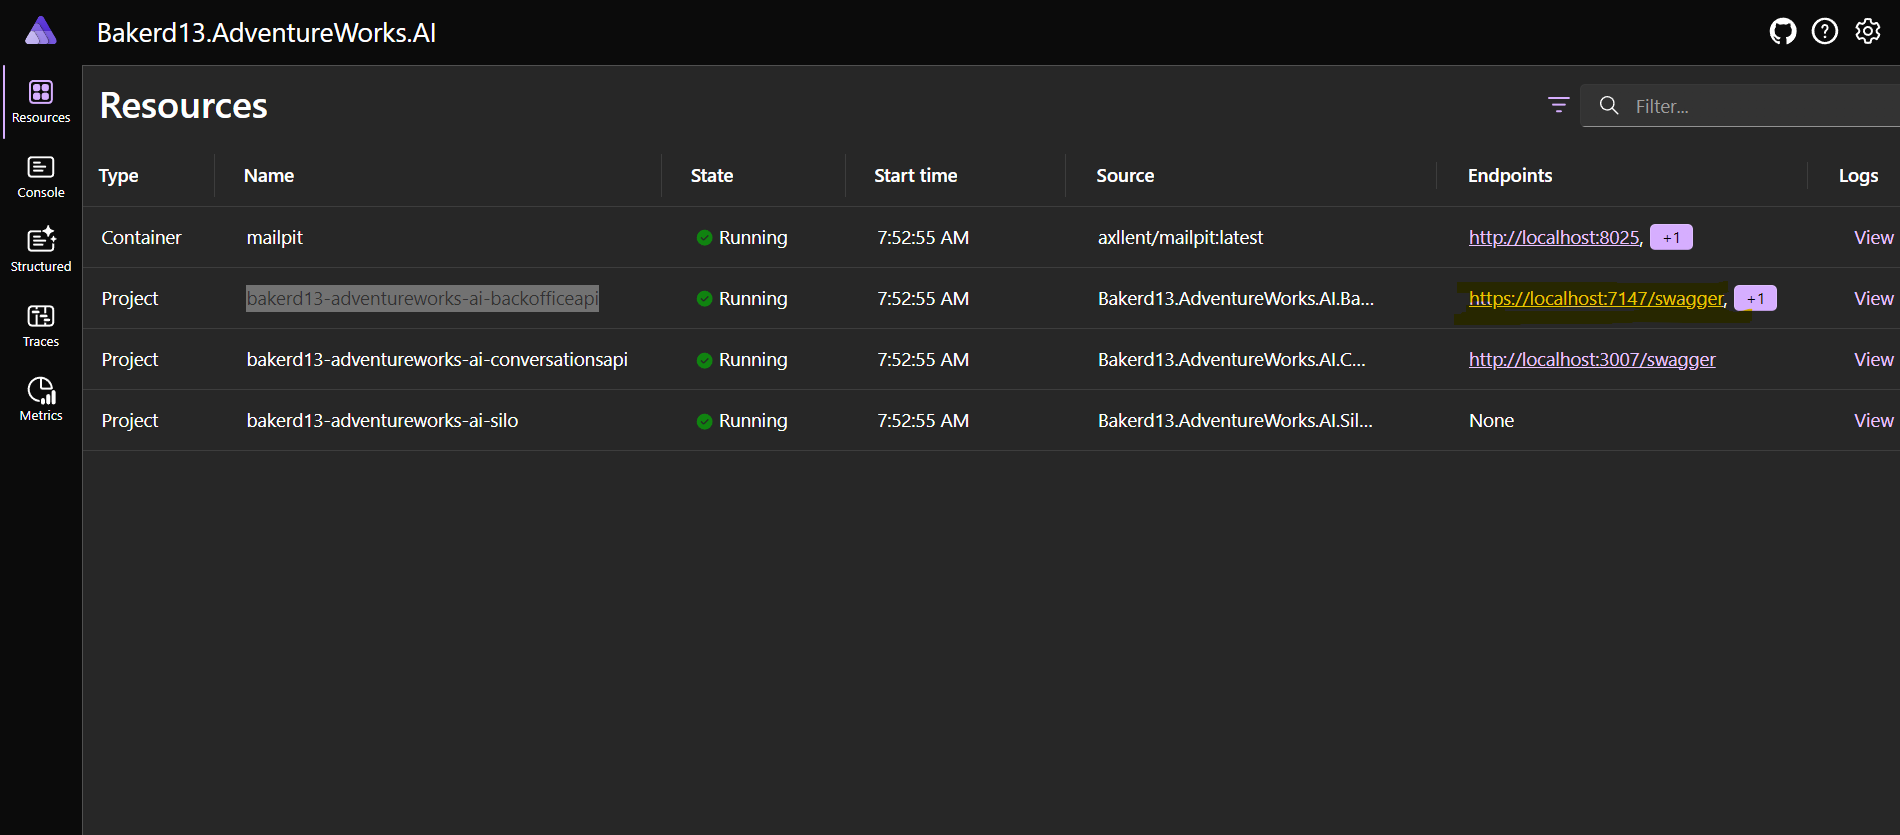 Bakerd13.AdventureWorks.AI
Resources
Console
Structured
Traces
Metrics
Resources
Filter...
Type Name State Start time Source Endpoints Logs
Container mailpit Running 7:52:55 AM axllent/mailpit:latest http://localhost:8025, +1 View
Project bakerd13-adventureworks-ai-backofficeapi Running 7:52:55 AM Bakerd13.AdventureWorks.AI.Ba... https://localhost:7147/swagger, +1 View
Project bakerd13-adventureworks-ai-conversationsapi Running 7:52:55 AM Bakerd13.AdventureWorks.AI.C... http://localhost:3007/swagger View
Project bakerd13-adventureworks-ai-silo Running 7:52:55 AM Bakerd13.AdventureWorks.AI.Sil... None View